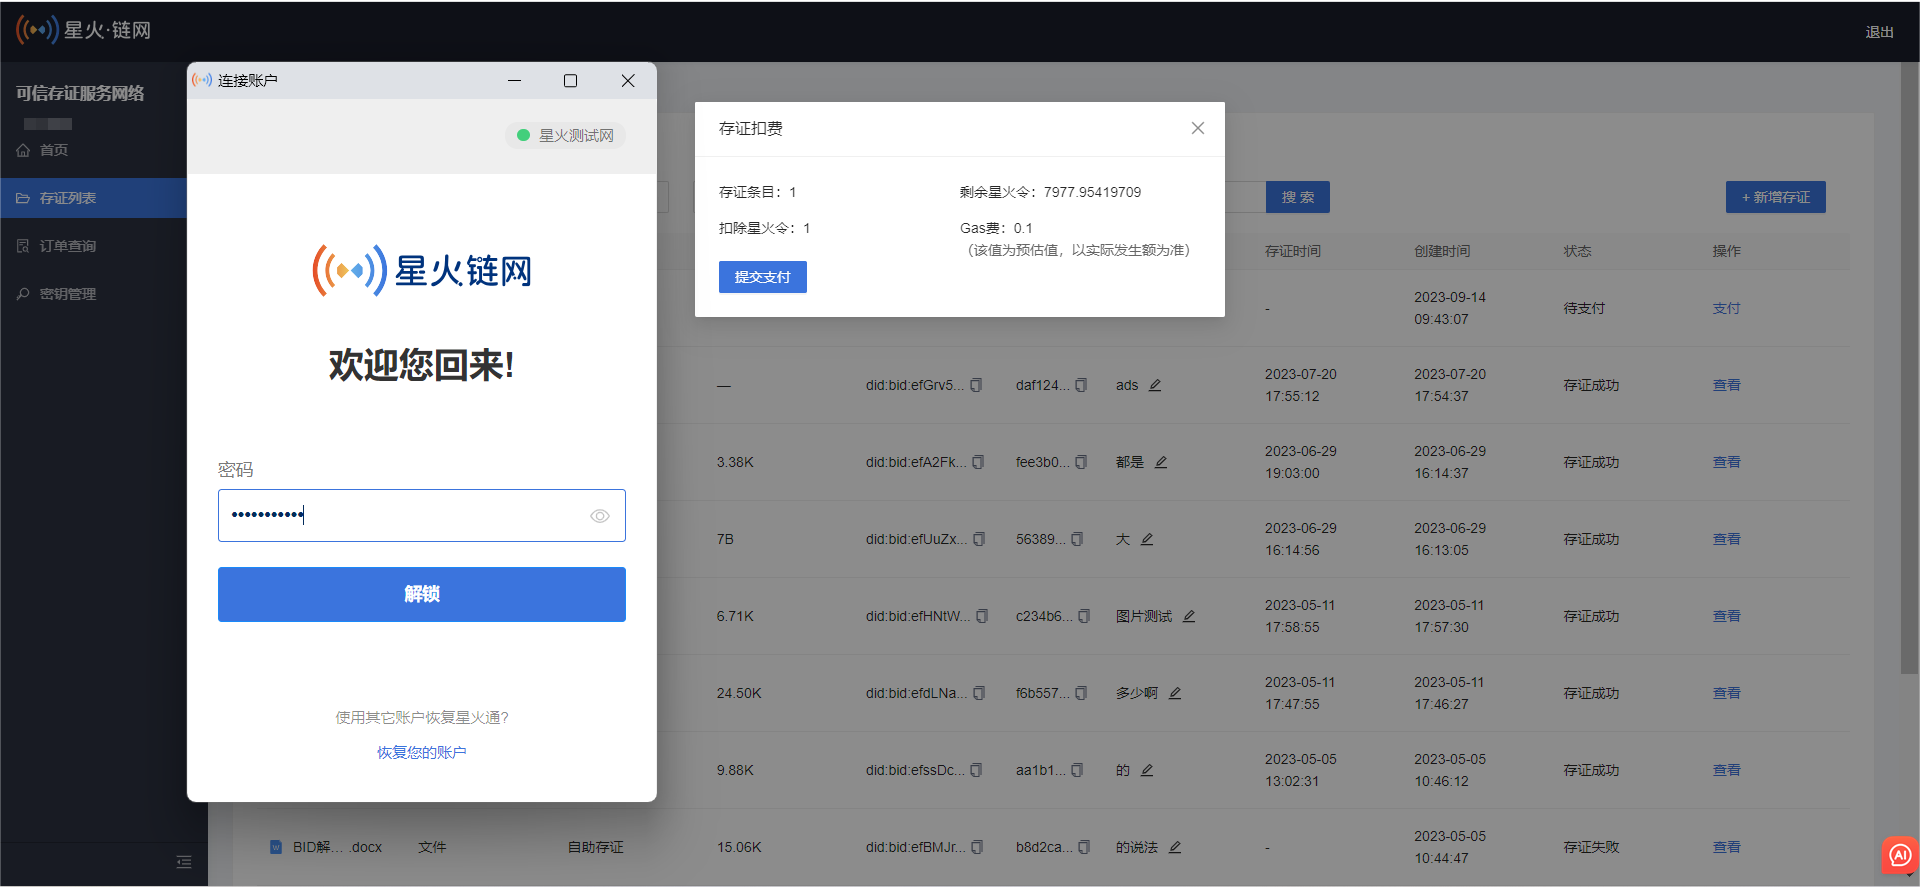 星火·链网
退出
可信存证服务网络
首页
存证列表
订单查询
密钥管理
连接账户
星火测试网
星火·链网
欢迎您回来!
密码
•••••••••••
解锁
使用其它账户恢复星火通?
恢复您的账户
存证扣费
存证条目：1
剩余星火令：7977.95419709
扣除星火令：1
Gas费：0.1
（该值为预估值，以实际发生额为准）
提交支付
搜 索
+ 新增存证
存证时间 创建时间 状态 操作
- 2023-09-14 09:43:07 待支付 支付
— did:bid:efGrv5... daf124... ads 2023-07-20 17:55:12 2023-07-20 17:54:37 存证成功 查看
3.38K did:bid:efA2Fk... fee3b0... 都是 2023-06-29 19:03:00 2023-06-29 16:14:37 存证成功 查看
7B did:bid:efUuZx... 56389... 大 2023-06-29 16:14:56 2023-06-29 16:13:05 存证成功 查看
6.71K did:bid:efHNtW... c234b6... 图片测试 2023-05-11 17:58:55 2023-05-11 17:57:30 存证成功 查看
24.50K did:bid:efdLNa... f6b557... 多少啊 2023-05-11 17:47:55 2023-05-11 17:46:27 存证成功 查看
9.88K did:bid:efssDc... aa1b1... 的 2023-05-05 13:02:31 2023-05-05 10:46:12 存证成功 查看
BID解... .docx 文件 自助存证 15.06K did:bid:efBMJr... b8d2ca... 的说法 - 2023-05-05 10:44:47 存证失败 查看
AI